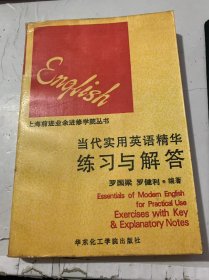 English
上海前进业余进修学院丛书
当代实用英语精华
练习与解答
罗国梁 罗健利·编著
Essentials of Modern English
for Practical Use
Exercises with Key
& Explanatory Notes
华东化工学院出版社